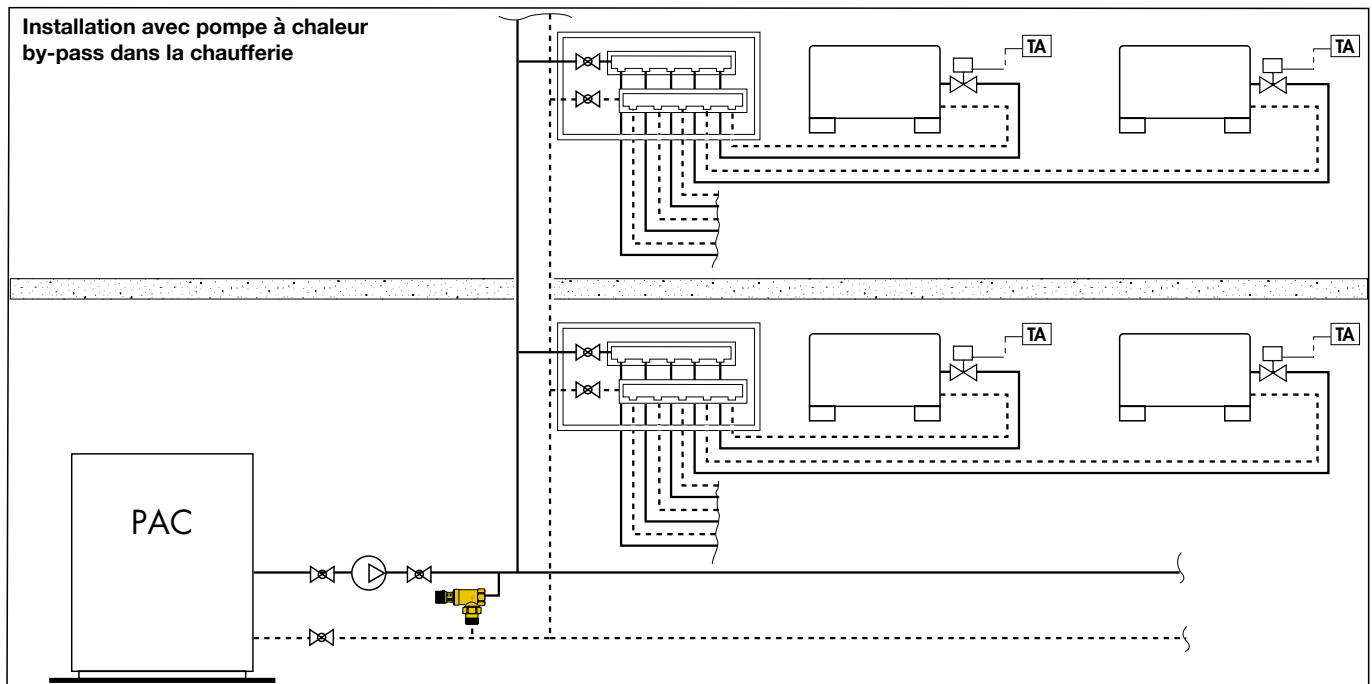 Installation avec pompe à chaleur
by-pass dans la chaufferie
TA
TA
TA
TA
PAC